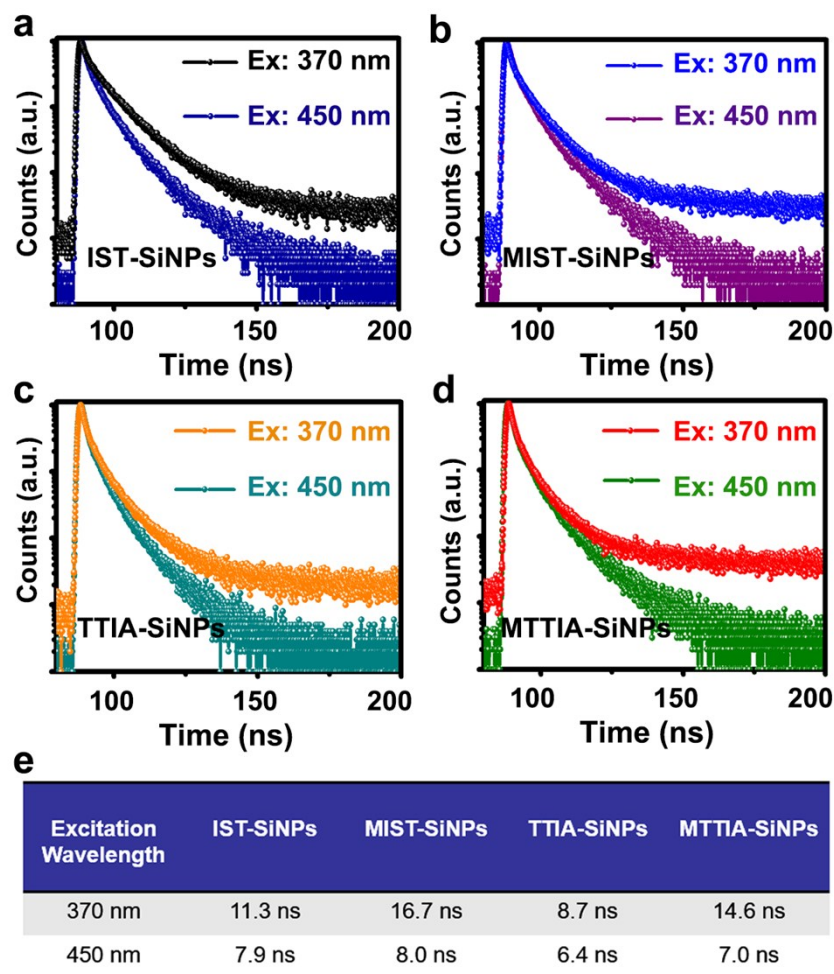 a
Ex: 370 nm
Ex: 450 nm
Counts (a.u.)
IST-SiNPs
100 150 200
Time (ns)
b
Ex: 370 nm
Ex: 450 nm
Counts (a.u.)
MIST-SiNPs
100 150 200
Time (ns)
c
Ex: 370 nm
Ex: 450 nm
Counts (a.u.)
TTIA-SiNPs
100 150 200
Time (ns)
d
Ex: 370 nm
Ex: 450 nm
Counts (a.u.)
MTTIA-SiNPs
100 150 200
Time (ns)
e
Excitation Wavelength IST-SiNPs MIST-SiNPs TTIA-SiNPs MTTIA-SiNPs
370 nm 11.3 ns 16.7 ns 8.7 ns 14.6 ns
450 nm 7.9 ns 8.0 ns 6.4 ns 7.0 ns